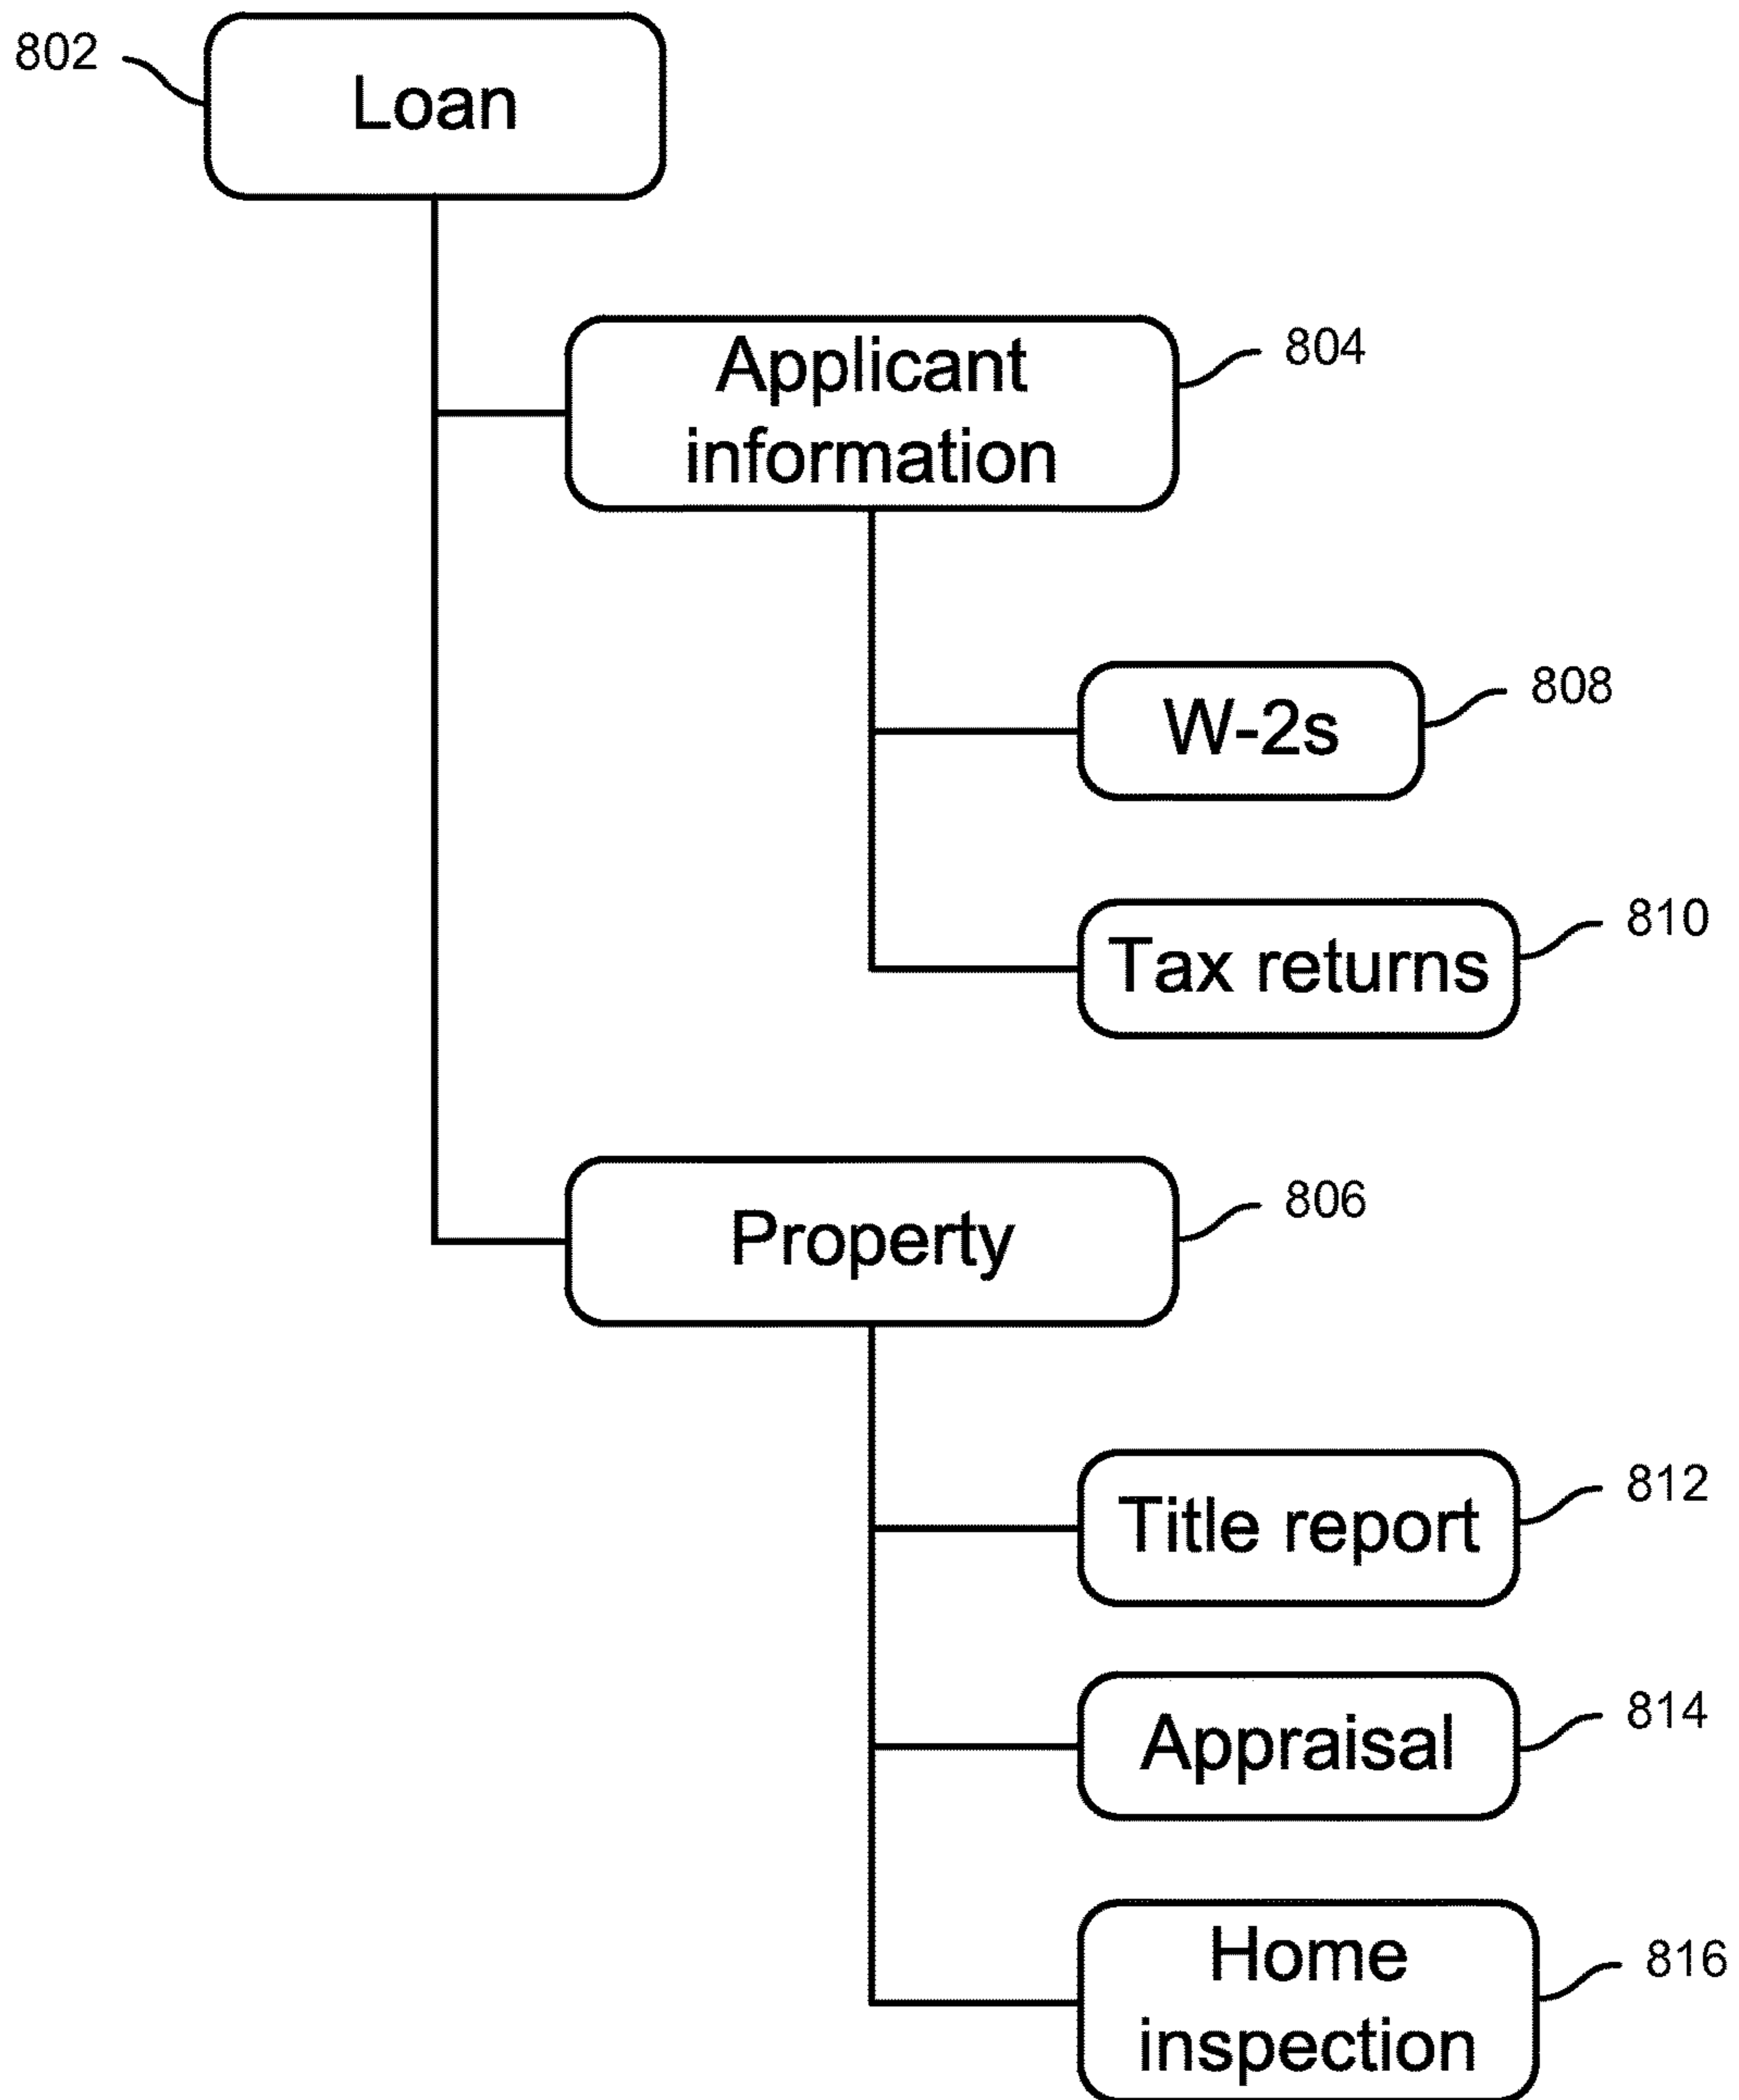 802
Loan
Applicant
information
804
W-2s
808
Tax returns
810
Property
806
Title report
812
Appraisal
814
Home
inspection
816